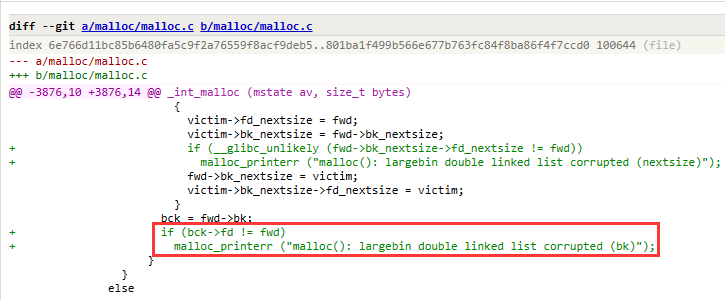 diff --git a/malloc/malloc.c b/malloc/malloc.c
index 6e766d11bc85b6480fa5c9f2a76559f8acf9deb5..801ba1f499b566e677b763fc84f8ba86f4f7ccd0 100644 (file)
--- a/malloc/malloc.c
+++ b/malloc/malloc.c
@@ -3876,10 +3876,14 @@ _int_malloc (mstate av, size_t bytes)
{
victim->fd_nextsize = fwd;
victim->bk_nextsize = fwd->bk_nextsize;
+ if (__glibc_unlikely (fwd->bk_nextsize->fd_nextsize != fwd))
+ malloc_printerr ("malloc(): largebin double linked list corrupted (nextsize)");
fwd->bk_nextsize = victim;
victim->bk_nextsize->fd_nextsize = victim;
}
bck = fwd->bk;
+ if (bck->fd != fwd)
+ malloc_printerr ("malloc(): largebin double linked list corrupted (bk)");
}
}
else